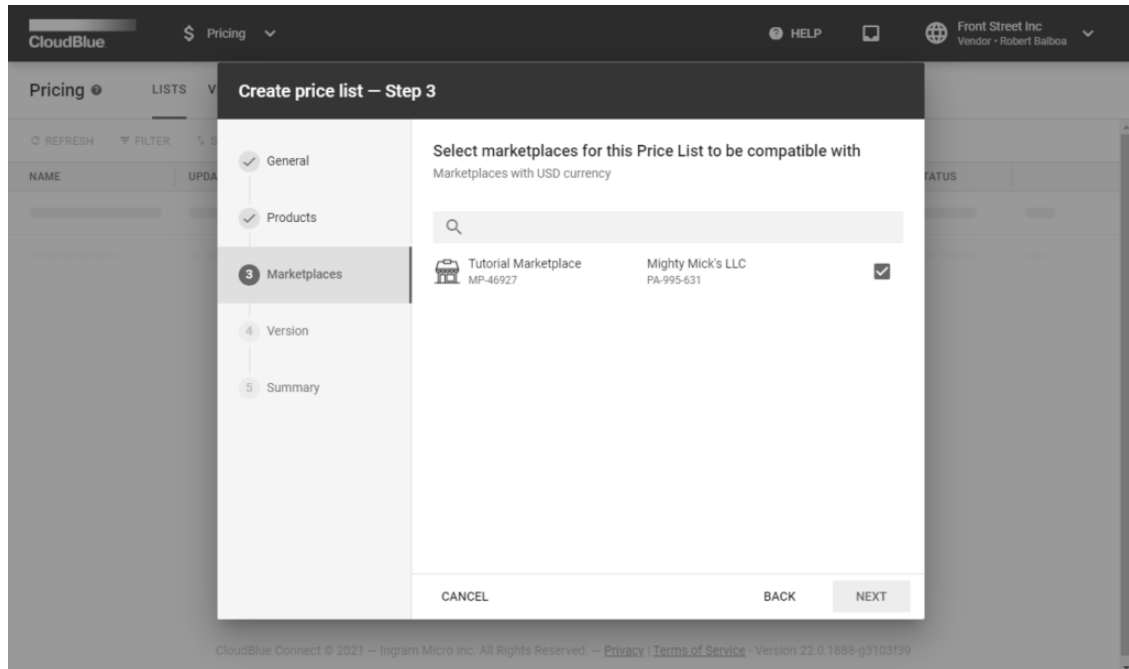 CloudBlue
$ Pricing
HELP
Front Street Inc
Vendor • Robert Balboa
Pricing
LISTS
Create price list — Step 3
REFRESH
FILTER
NAME
General
Products
3 Marketplaces
4 Version
5 Summary
Select marketplaces for this Price List to be compatible with
Marketplaces with USD currency
Tutorial Marketplace
Mighty Mick's LLC
MP-46927
PA-995-631
CANCEL
BACK
NEXT
CloudBlue Connect © 2021 — Ingram Micro Inc. All Rights Reserved. — Privacy | Terms of Service - Version 22.0.1888-g3103f39